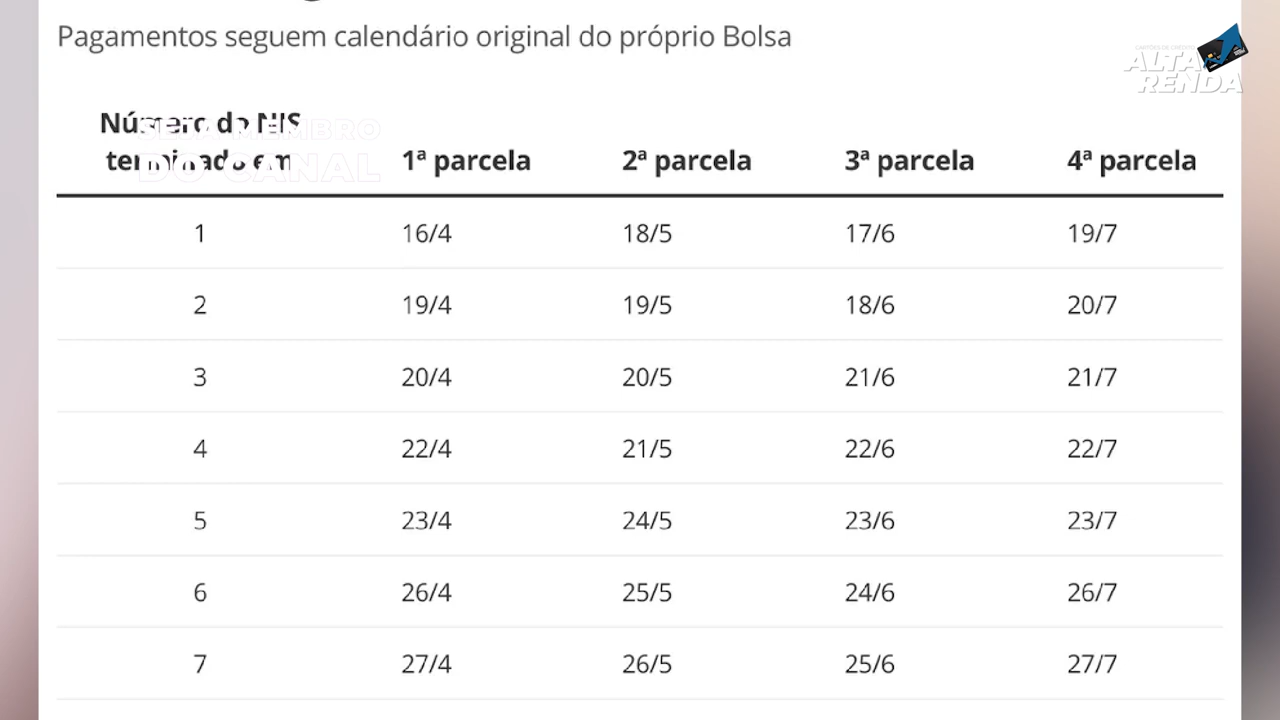 Pagamentos seguem calendário original do próprio Bolsa
ALTA
RENDA
Número do NIS
terminado em
1ª parcela 2ª parcela 3ª parcela 4ª parcela
SEJA MEMBRO
DO CANAL
1 16/4 18/5 17/6 19/7
2 19/4 19/5 18/6 20/7
3 20/4 20/5 21/6 21/7
4 22/4 21/5 22/6 22/7
5 23/4 24/5 23/6 23/7
6 26/4 25/5 24/6 26/7
7 27/4 26/5 25/6 27/7